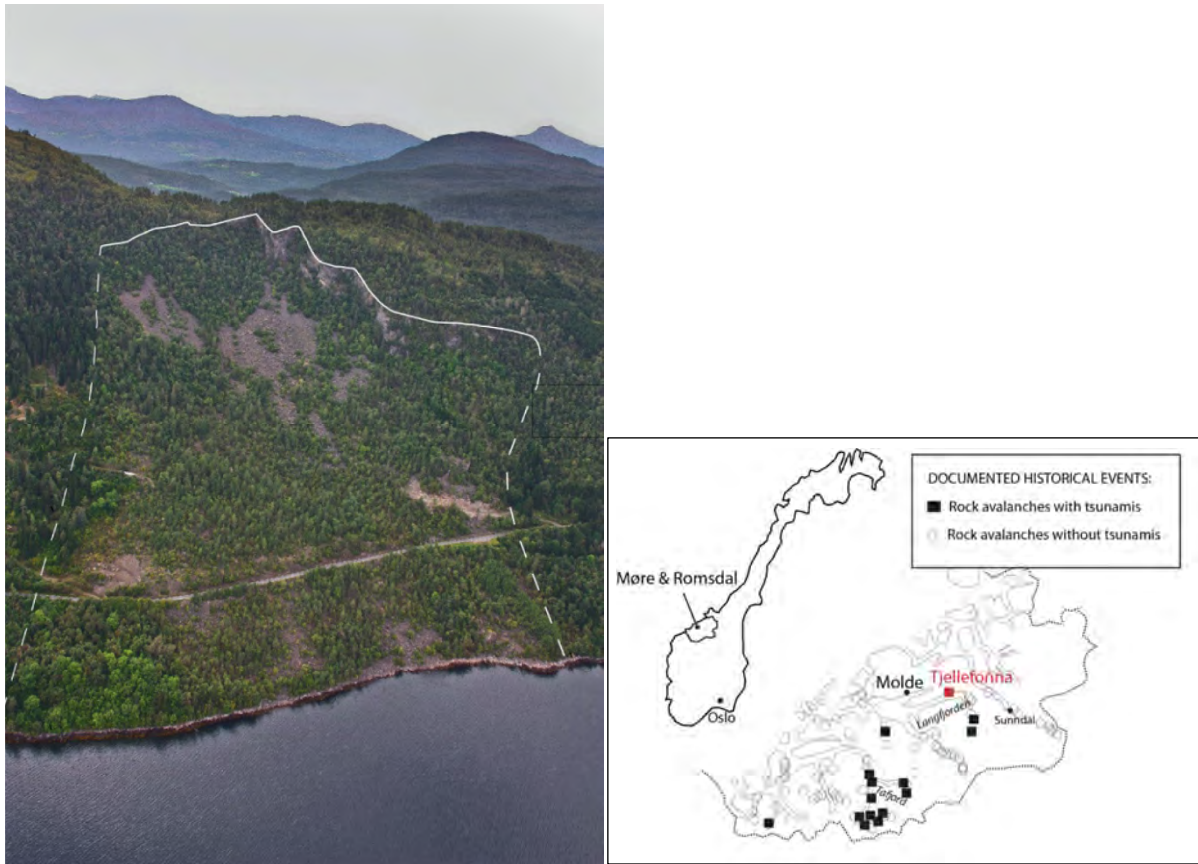 DOCUMENTED HISTORICAL EVENTS:
Rock avalanches with tsunamis
Rock avalanches without tsunamis
Møre & Romsdal
Oslo
Molde
Tjellefonna
Langfjorden
Sunndal
Tafjord